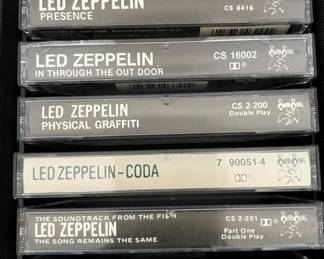 LED ZEPPELIN
PRESENCE
CS 8416
LED ZEPPELIN
IN THROUGH THE OUT DOOR
CS 16002
LED ZEPPELIN
PHYSICAL GRAFFITI
CS 2-200
Double Play
LED ZEPPELIN-CODA
7 90051-4
THE SOUNDTRACK FROM THE FILM
LED ZEPPELIN
THE SONG REMAINS THE SAME
CS 2-201
Part One
Double Play